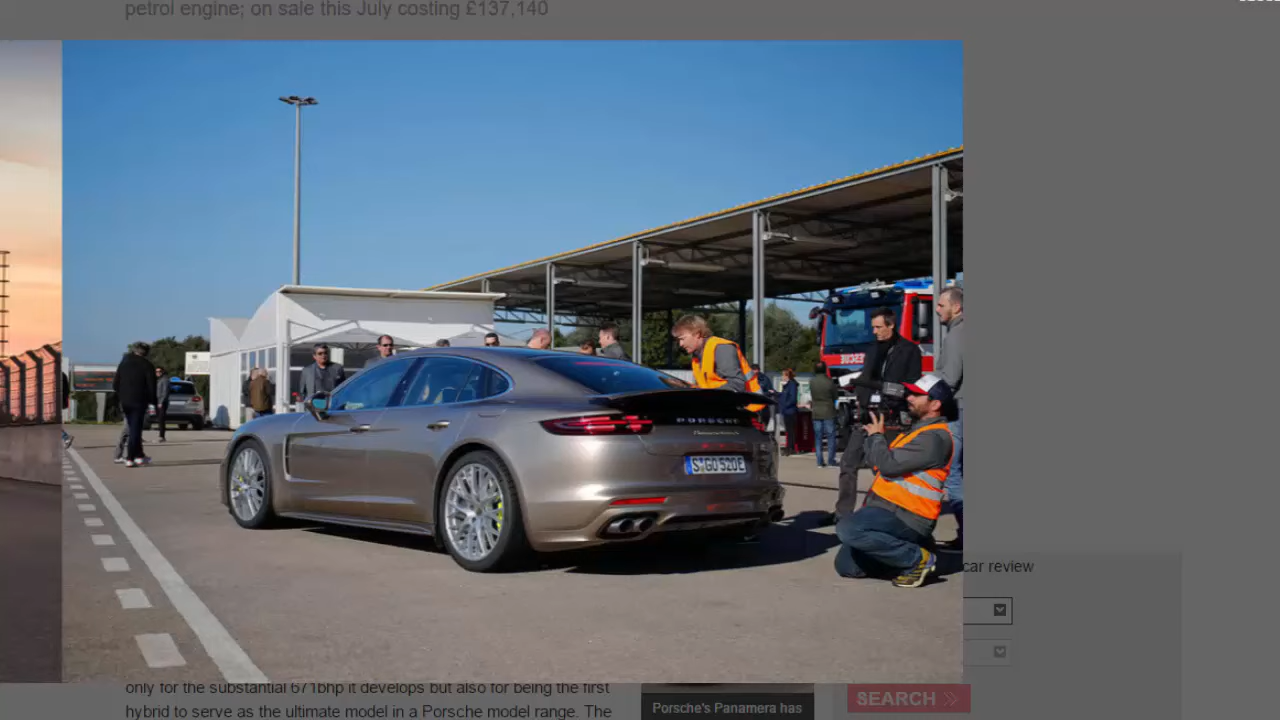 petrol engine; on sale this July costing £137,140
RESCUE
PORSCHE
S GO 520E
car review
only for the substantial 671bhp it develops but also for being the first
hybrid to serve as the ultimate model in a Porsche model range. The
Porsche's Panamera has
SEARCH